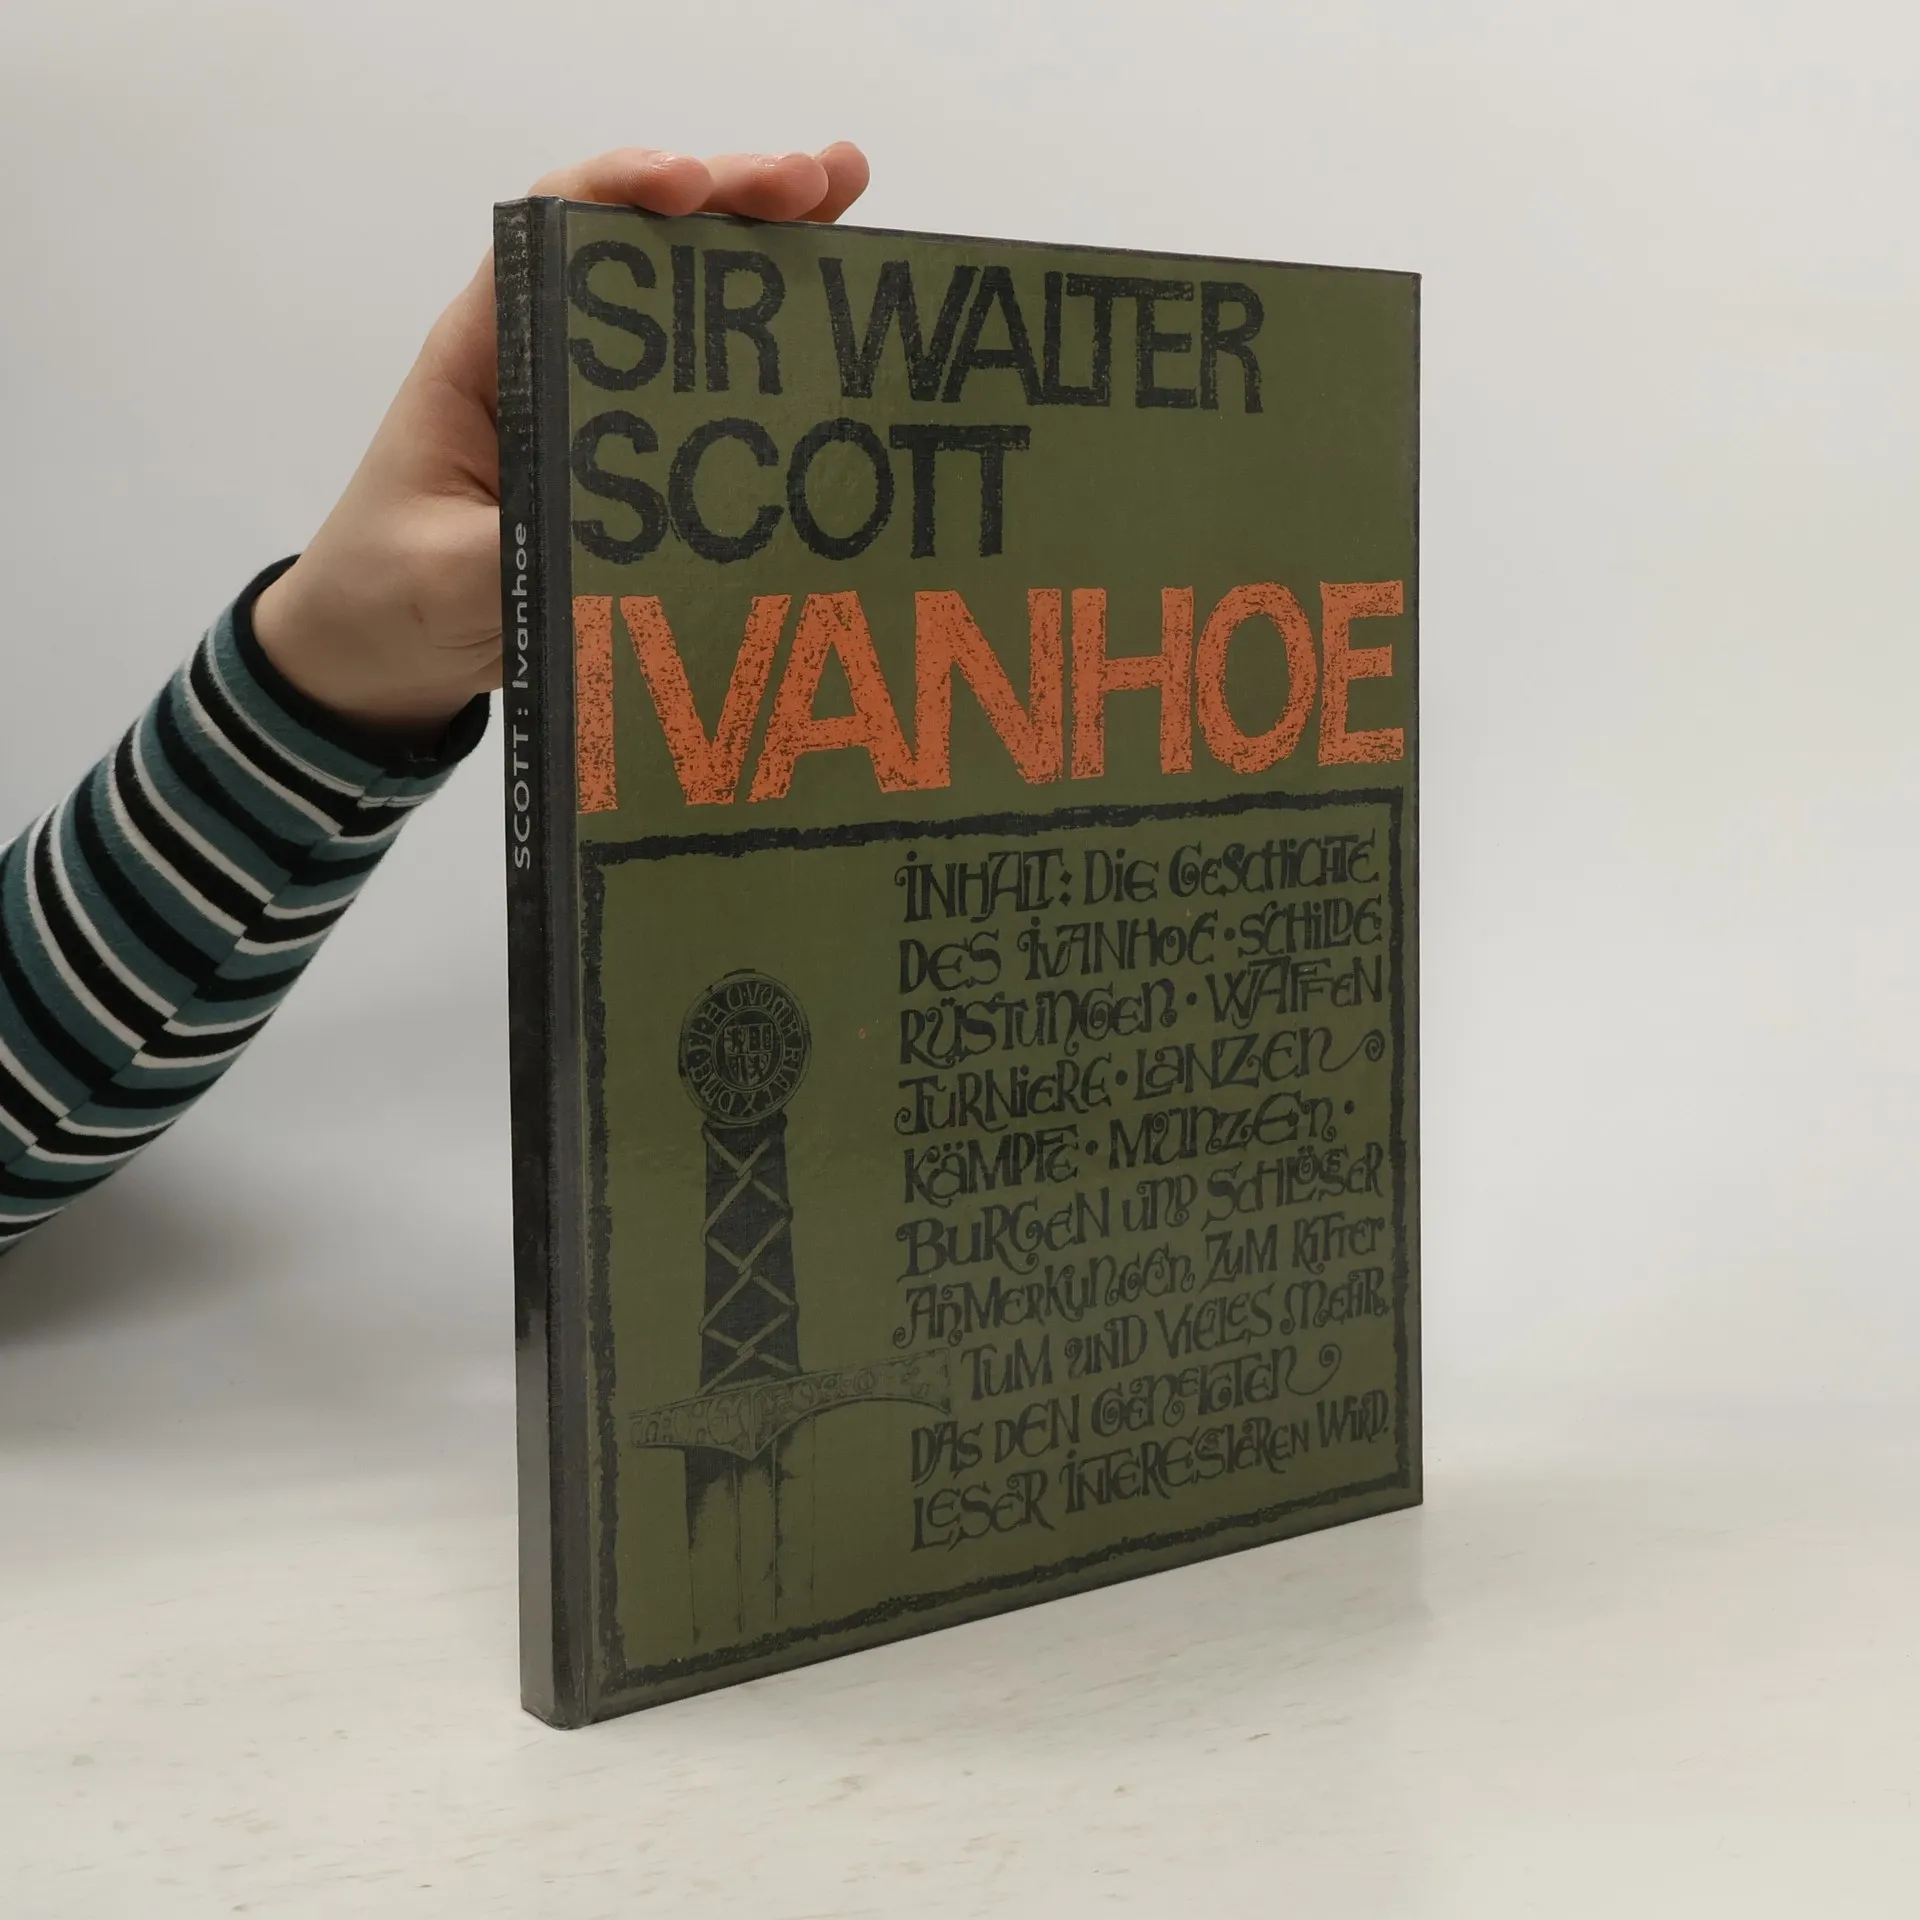 SIR WALTER
SCOTT
IVANHOE
INHALT: DIE GESCHICHTE
DES IVANHOE • SCHILDE
RÜSTUNGEN • WAFFEN
TURNIERE • LANZEN
KÄMPFE • MÜNZEN •
BURGEN UND SCHLÖSSER
ANMERKUNGEN ZUM RITTER
TUM UND VIELES MEHR,
DAS DEN GENEIGTEN
LESER INTERESSIEREN WIRD.
SCOTT: Ivanhoe